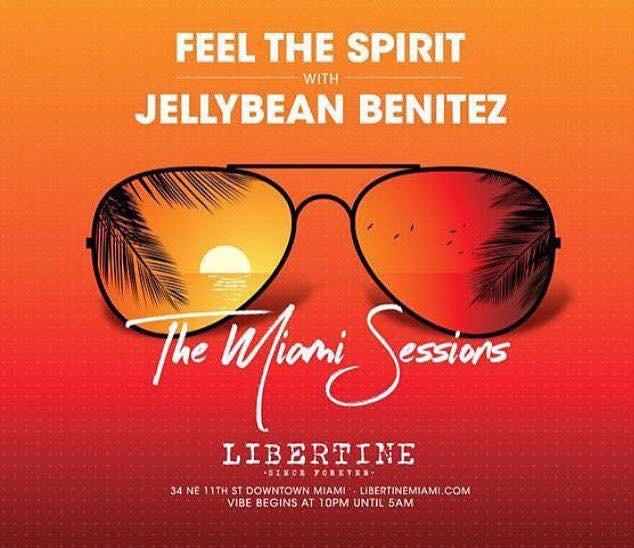 FEEL THE SPIRIT
WITH
JELLYBEAN BENITEZ
The Miami Sessions
LIBERTINE
·SINCE FOREVER·
34 NE 11TH ST DOWNTOWN MIAMI · LIBERTINEMIAMI.COM
VIBE BEGINS AT 10PM UNTIL 5AM